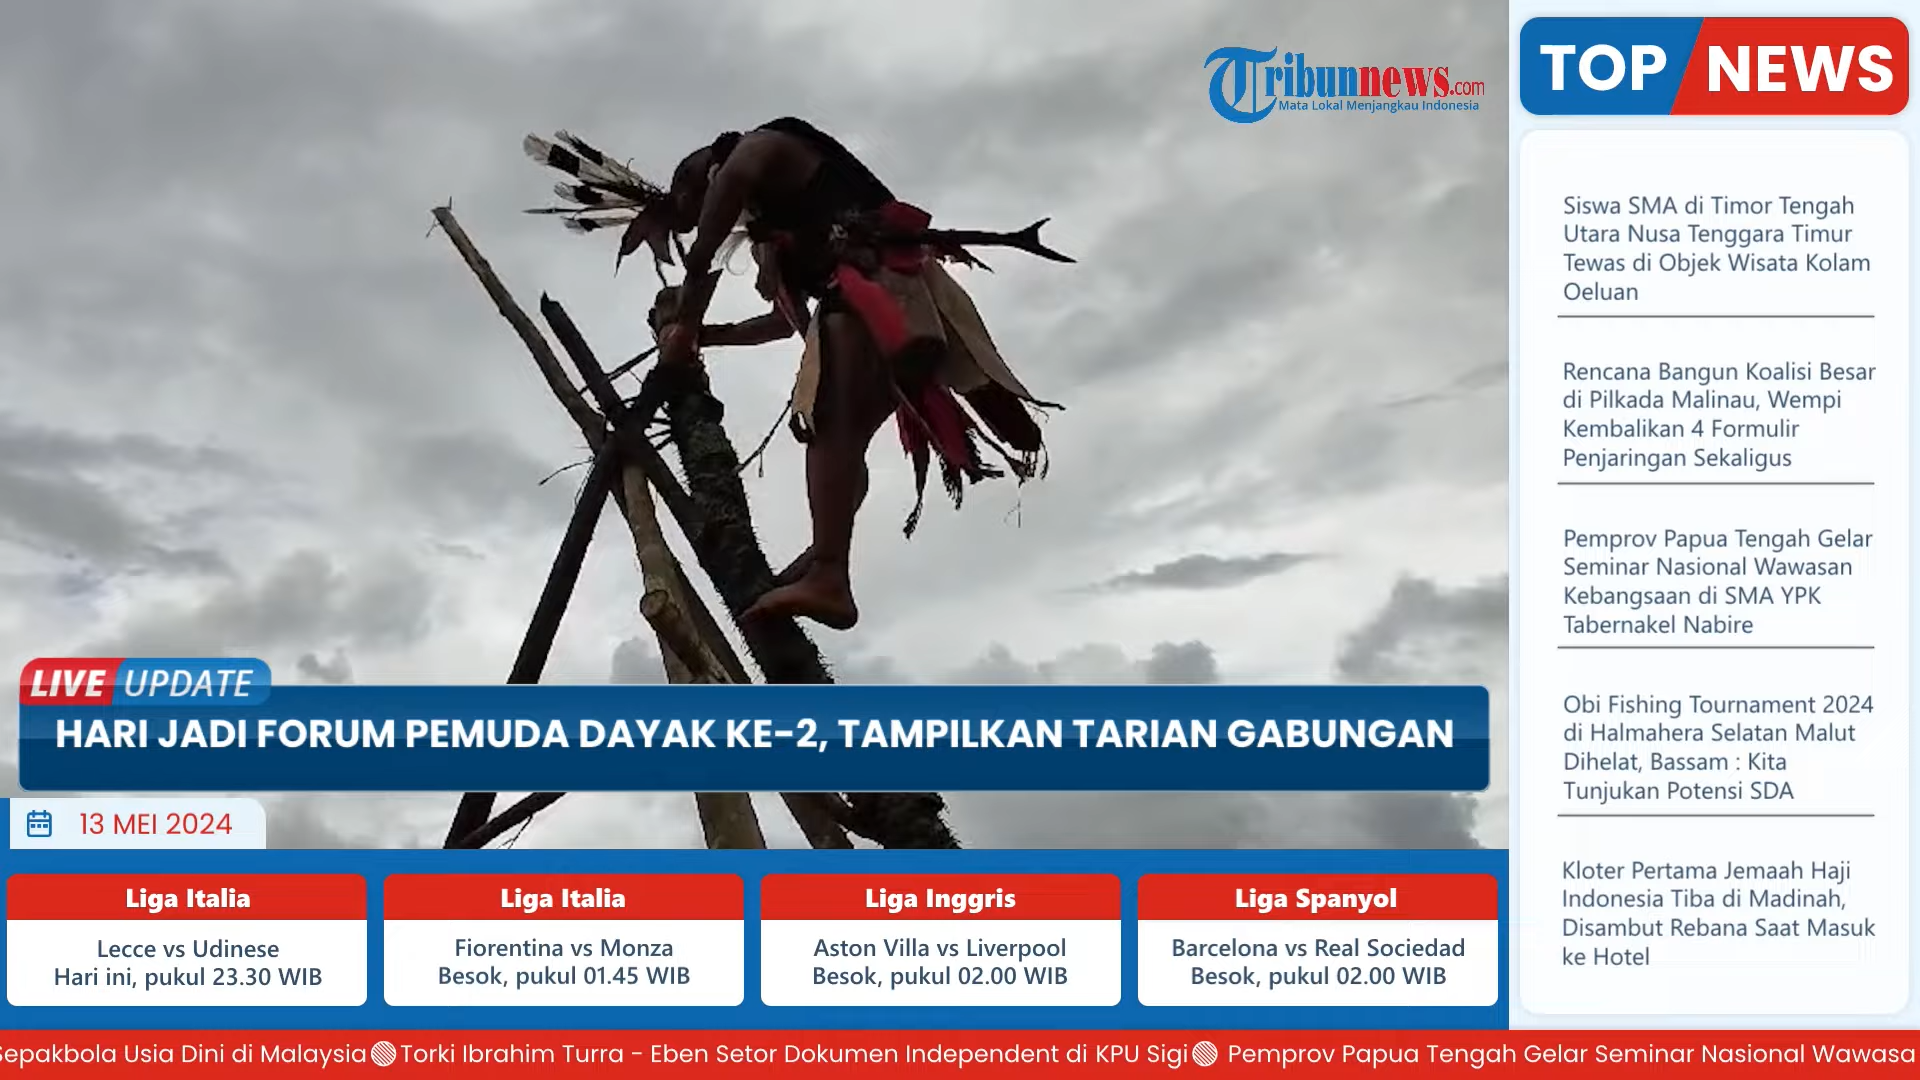 Tribunnews.com
Mata Lokal Menjangkau Indonesia
TOP NEWS
Siswa SMA di Timor Tengah
Utara Nusa Tenggara Timur
Tewas di Objek Wisata Kolam
Oeluan
Rencana Bangun Koalisi Besar
di Pilkada Malinau, Wempi
Kembalikan 4 Formulir
Penjaringan Sekaligus
Pemprov Papua Tengah Gelar
Seminar Nasional Wawasan
Kebangsaan di SMA YPK
Tabernakel Nabire
Obi Fishing Tournament 2024
di Halmahera Selatan Malut
Dihelat, Bassam : Kita
Tunjukan Potensi SDA
Kloter Pertama Jemaah Haji
Indonesia Tiba di Madinah,
Disambut Rebana Saat Masuk
ke Hotel
LIVE UPDATE
HARI JADI FORUM PEMUDA DAYAK KE-2, TAMPILKAN TARIAN GABUNGAN
13 MEI 2024
Liga Italia
Lecce vs Udinese
Hari ini, pukul 23.30 WIB
Liga Italia
Fiorentina vs Monza
Besok, pukul 01.45 WIB
Liga Inggris
Aston Villa vs Liverpool
Besok, pukul 02.00 WIB
Liga Spanyol
Barcelona vs Real Sociedad
Besok, pukul 02.00 WIB
Sepakbola Usia Dini di Malaysia Torki Ibrahim Turra - Eben Setor Dokumen Independent di KPU Sigi Pemprov Papua Tengah Gelar Seminar Nasional Wawasa